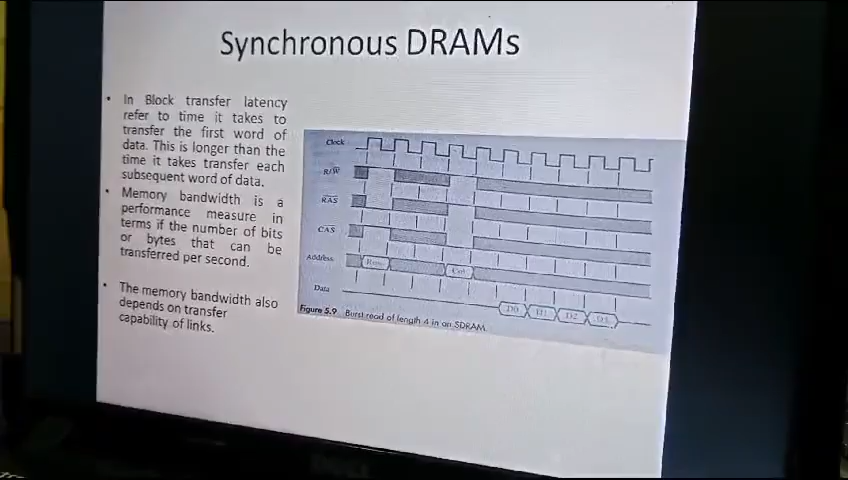 Synchronous DRAMs
• In Block transfer latency
refer to time it takes to
transfer the first word of
data. This is longer than the
time it takes transfer each
subsequent word of data.
• Memory bandwidth is a
performance measure in
terms if the number of bits
or bytes that can be
transferred per second.
• The memory bandwidth also
depends on transfer
capability of links.
Clock
R/W
RAS
CAS
Address
Row
Col
Data
D0
D1
D2
D3
Figure 5.9 Burst read of length 4 in an SDRAM